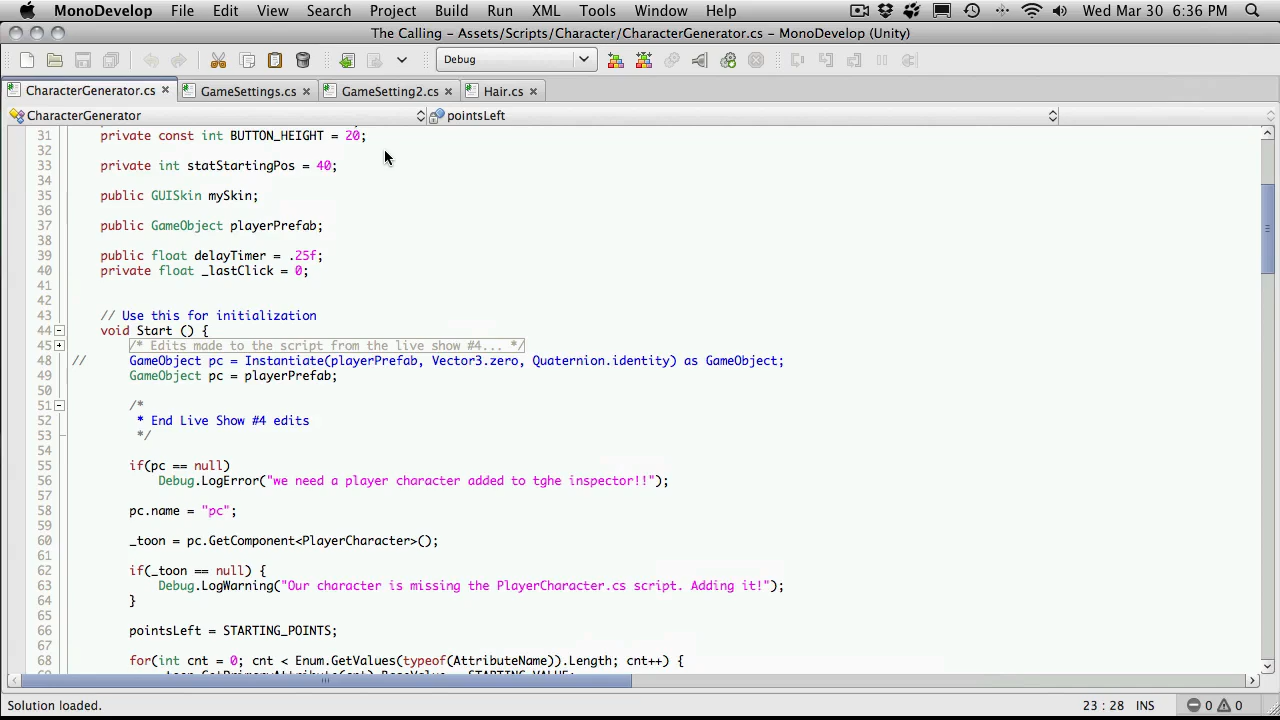 MonoDevelop File Edit View Search Project Build Run XML Tools Window Help Wed Mar 30 6:36 PM
The Calling - Assets/Scripts/Character/CharacterGenerator.cs - MonoDevelop (Unity)
Debug
CharacterGenerator.cs GameSettings.cs GameSetting2.cs Hair.cs
CharacterGenerator pointsLeft
31 private const int BUTTON_HEIGHT = 20;
32
33 private int statStartingPos = 40;
34
35 public GUISkin mySkin;
36
37 public GameObject playerPrefab;
38
39 public float delayTimer = .25f;
40 private float _lastClick = 0;
41
42
43 // Use this for initialization
44 void Start () {
45 /* Edits made to the script from the live show #4... */
48 // GameObject pc = Instantiate(playerPrefab, Vector3.zero, Quaternion.identity) as GameObject;
49 GameObject pc = playerPrefab;
50
51 /*
52 * End Live Show #4 edits
53 */
54
55 if(pc == null)
56 Debug.LogError("we need a player character added to tghe inspector!!");
57
58 pc.name = "pc";
59
60 _toon = pc.GetComponent<PlayerCharacter>();
61
62 if(_toon == null) {
63 Debug.LogWarning("Our character is missing the PlayerCharacter.cs script. Adding it!");
64 }
65
66 pointsLeft = STARTING_POINTS;
67
68 for(int cnt = 0; cnt < Enum.GetValues(typeof(AttributeName)).Length; cnt++) {
Solution loaded. 23 : 28 INS 0 0